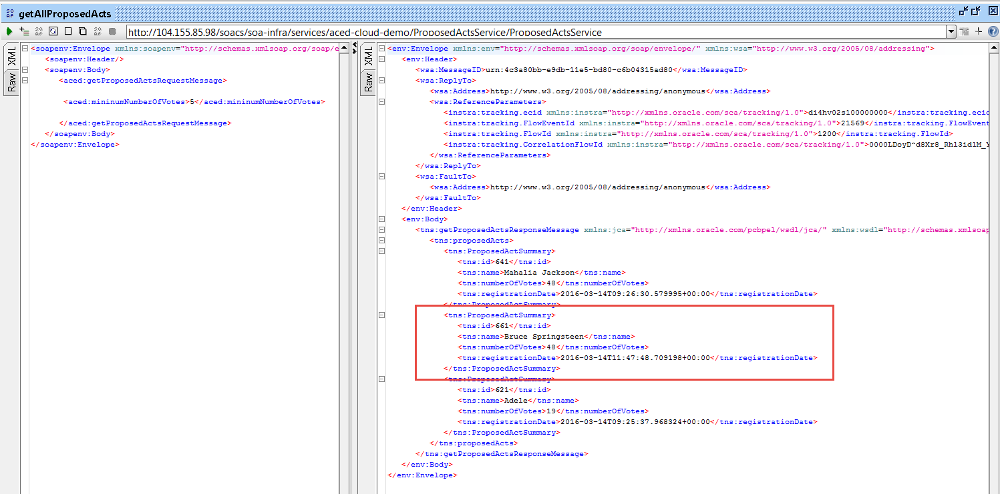 SO
AP
getAllProposedActs
http://104.155.85.98/soacs/soa-infra/services/aced-cloud-demo/ProposedActsService/ProposedActsService
XML
Raw
<soapenv:Envelope xmlns:soapenv="http://schemas.xmlsoap.org/soap/e
<soapenv:Header/>
<soapenv:Body>
<aced:getProposedActsRequestMessage>
<aced:mininumNumberOfVotes>5</aced:mininumNumberOfVotes>
</aced:getProposedActsRequestMessage>
</soapenv:Body>
</soapenv:Envelope>
XML
Raw
<env:Envelope xmlns:env="http://schemas.xmlsoap.org/soap/envelope/" xmlns:wsa="http://www.w3.org/2005/08/addressing">
<env:Header>
<wsa:MessageID>urn:4c3a80bb-e9db-11e5-bd80-c6b04315ad80</wsa:MessageID>
<wsa:ReplyTo>
<wsa:Address>http://www.w3.org/2005/08/addressing/anonymous</wsa:Address>
<wsa:ReferenceParameters>
<instra:tracking.ecid xmlns:instra="http://xmlns.oracle.com/sca/tracking/1.0">di4hv02s100000000</instra:tracking.ecid
<instra:tracking.FlowEventId xmlns:instra="http://xmlns.oracle.com/sca/tracking/1.0">21569</instra:tracking.FlowEvent
<instra:tracking.FlowId xmlns:instra="http://xmlns.oracle.com/sca/tracking/1.0">1200</instra:tracking.FlowId>
<instra:tracking.CorrelationFlowId xmlns:instra="http://xmlns.oracle.com/sca/tracking/1.0">0000LDoyD^d8Xr8_Rhl3id1M_Y
</wsa:ReferenceParameters>
</wsa:ReplyTo>
<wsa:FaultTo>
<wsa:Address>http://www.w3.org/2005/08/addressing/anonymous</wsa:Address>
</wsa:FaultTo>
</env:Header>
<env:Body>
<tns:getProposedActsResponseMessage xmlns:jca="http://xmlns.oracle.com/pcbpel/wsdl/jca/" xmlns:wsdl="http://schemas.xmlsoap
<tns:proposedActs>
<tns:ProposedActSummary>
<tns:id>641</tns:id>
<tns:name>Mahalia Jackson</tns:name>
<tns:numberOfVotes>48</tns:numberOfVotes>
<tns:registrationDate>2016-03-14T09:26:30.579995+00:00</tns:registrationDate>
</tns:ProposedActSummary>
<tns:ProposedActSummary>
<tns:id>661</tns:id>
<tns:name>Bruce Springsteen</tns:name>
<tns:numberOfVotes>48</tns:numberOfVotes>
<tns:registrationDate>2016-03-14T11:47:48.709198+00:00</tns:registrationDate>
</tns:ProposedActSummary>
<tns:ProposedActSummary>
<tns:id>621</tns:id>
<tns:name>Adele</tns:name>
<tns:numberOfVotes>19</tns:numberOfVotes>
<tns:registrationDate>2016-03-14T09:25:37.968324+00:00</tns:registrationDate>
</tns:ProposedActSummary>
</tns:proposedActs>
</tns:getProposedActsResponseMessage>
</env:Body>
</env:Envelope>